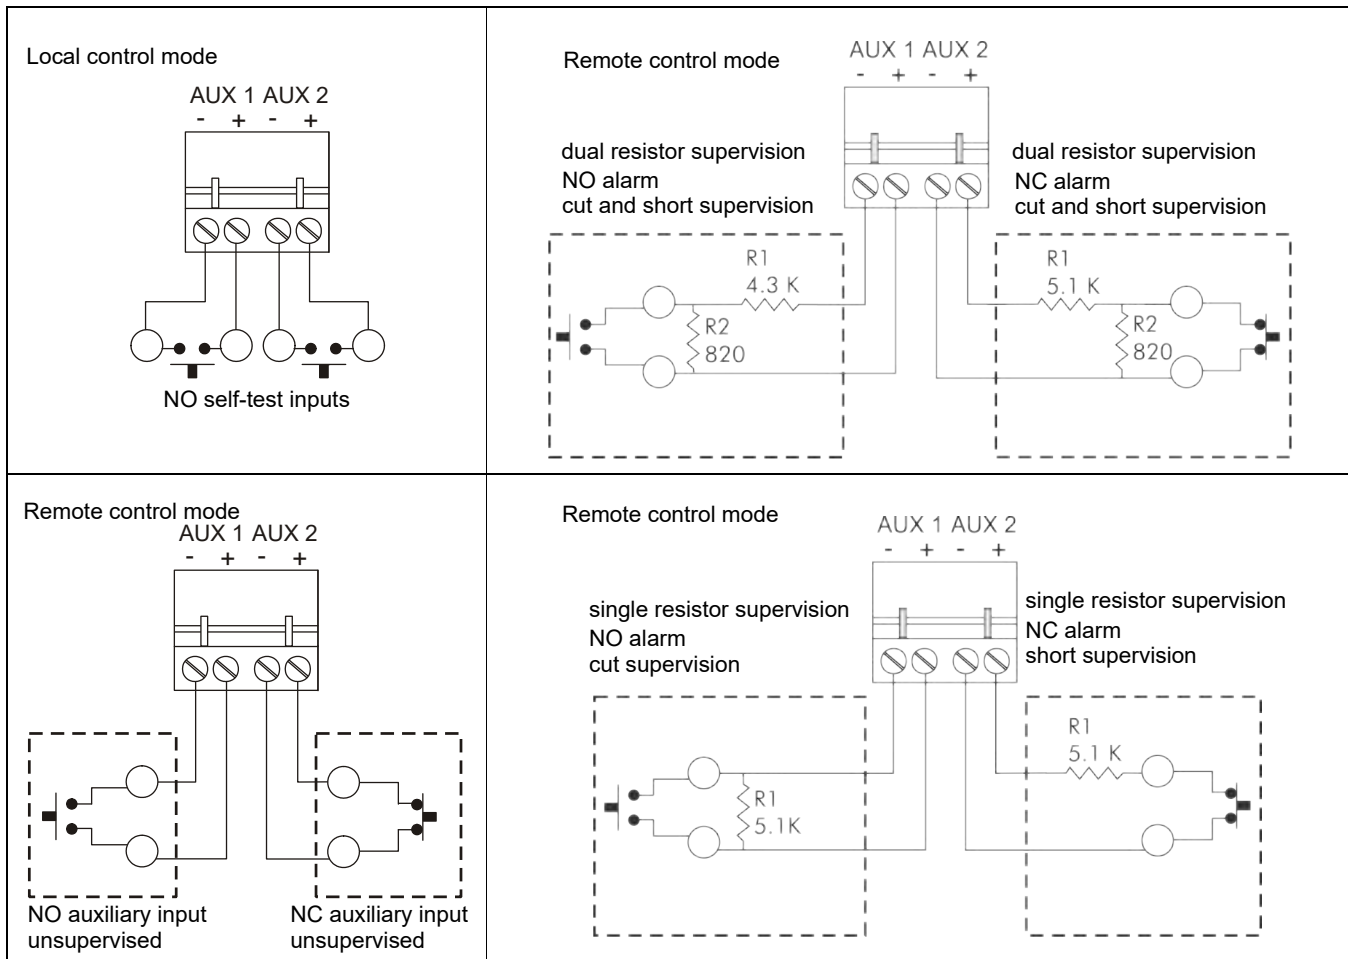 Local control mode
AUX 1 AUX 2
- + - +
NO self-test inputs
Remote control mode
AUX 1 AUX 2
- + - +
dual resistor supervision
NO alarm
cut and short supervision
dual resistor supervision
NC alarm
cut and short supervision
R1
4.3 K
R2
820
R1
5.1 K
R2
820
Remote control mode
AUX 1 AUX 2
- + - +
NO auxiliary input
unsupervised
NC auxiliary input
unsupervised
Remote control mode
AUX 1 AUX 2
- + - +
single resistor supervision
NO alarm
cut supervision
single resistor supervision
NC alarm
short supervision
R1
5.1K
R1
5.1 K